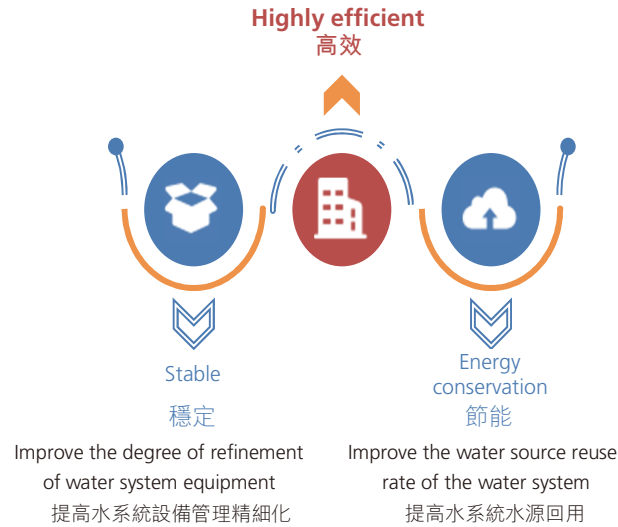 Highly efficient
高效
Stable
穩定
Improve the degree of refinement
of water system equipment
提高水系統設備管理精細化
Energy
conservation
節能
Improve the water source reuse
rate of the water system
提高水系統水源回用